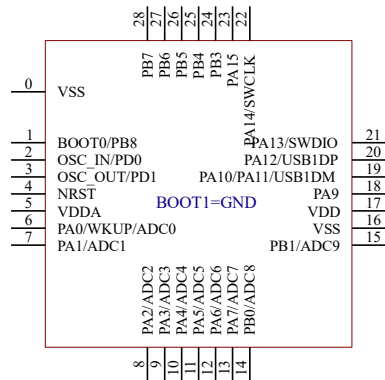 28 27 26 25 24 23 22
PB7 PB6 PB5 PB4 PB3 PA15 PA14/SWCLK
0 VSS
1 BOOT0/PB8 PA13/SWDIO 21
2 OSC_IN/PD0 PA12/USB1DP 20
3 OSC_OUT/PD1 PA10/PA11/USB1DM 19
4 NRST PA9 18
5 VDDA BOOT1=GND VDD 17
6 PA0/WKUP/ADC0 VSS 16
7 PA1/ADC1 PB1/ADC9 15
PA2/ADC2 PA3/ADC3 PA4/ADC4 PA5/ADC5 PA6/ADC6 PA7/ADC7 PB0/ADC8
8 9 10 11 12 13 14